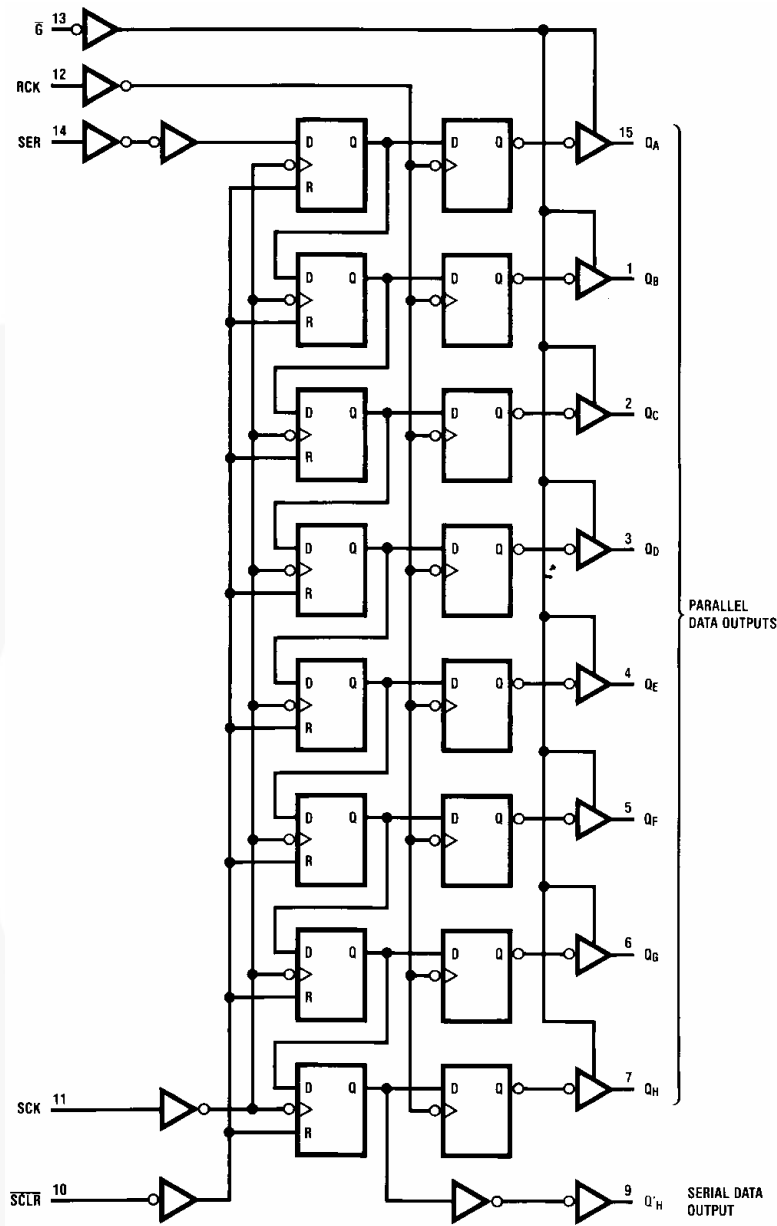 G̅ 13
RCK 12
SER 14
D Q D Q 15 QA
R
D Q D Q 1 QB
R
D Q D Q 2 QC
R
D Q D Q 3 QD
R
PARALLEL
DATA OUTPUTS
D Q D Q 4 QE
R
D Q D Q 5 QF
R
D Q D Q 6 QG
R
D Q D Q 7 QH
SCK 11
R
S̅C̅L̅R̅ 10
9 Q'H SERIAL DATA
OUTPUT